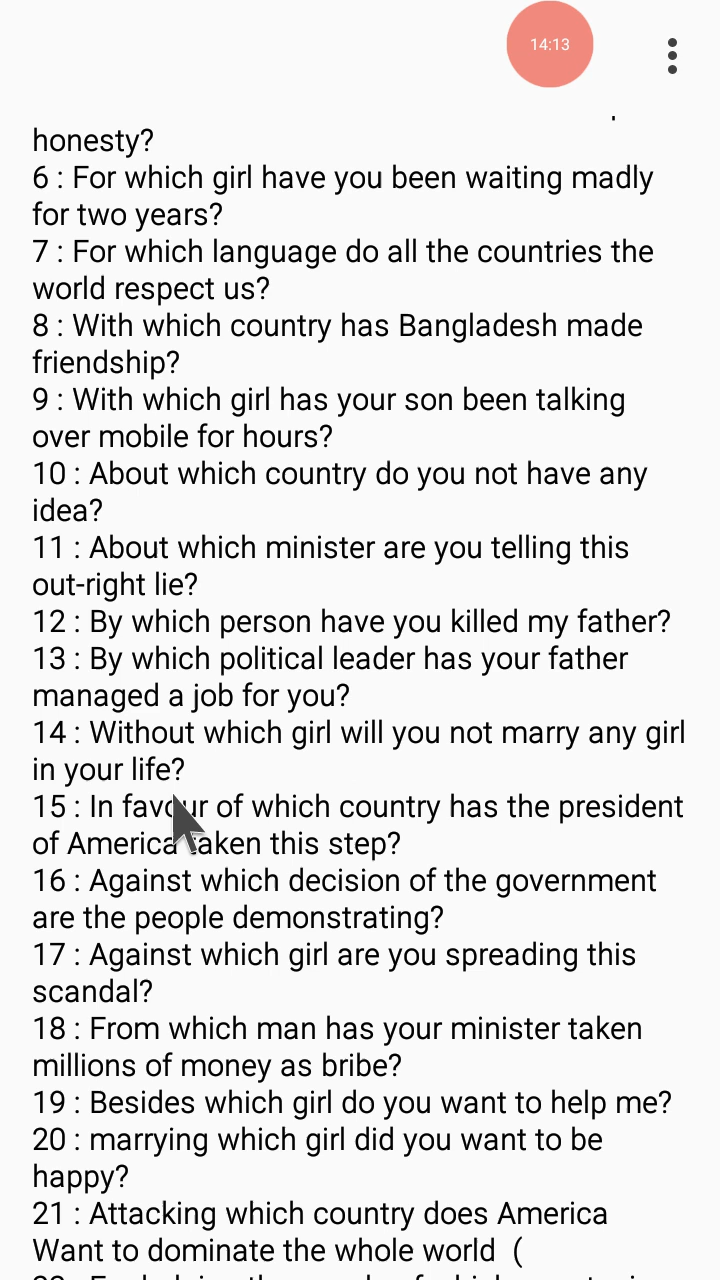 14:13
honesty?
6 : For which girl have you been waiting madly
for two years?
7 : For which language do all the countries the
world respect us?
8 : With which country has Bangladesh made
friendship?
9 : With which girl has your son been talking
over mobile for hours?
10 : About which country do you not have any
idea?
11 : About which minister are you telling this
out-right lie?
12 : By which person have you killed my father?
13 : By which political leader has your father
managed a job for you?
14 : Without which girl will you not marry any girl
in your life?
15 : In favour of which country has the president
of America taken this step?
16 : Against which decision of the government
are the people demonstrating?
17 : Against which girl are you spreading this
scandal?
18 : From which man has your minister taken
millions of money as bribe?
19 : Besides which girl do you want to help me?
20 : marrying which girl did you want to be
happy?
21 : Attacking which country does America
Want to dominate the whole world  (